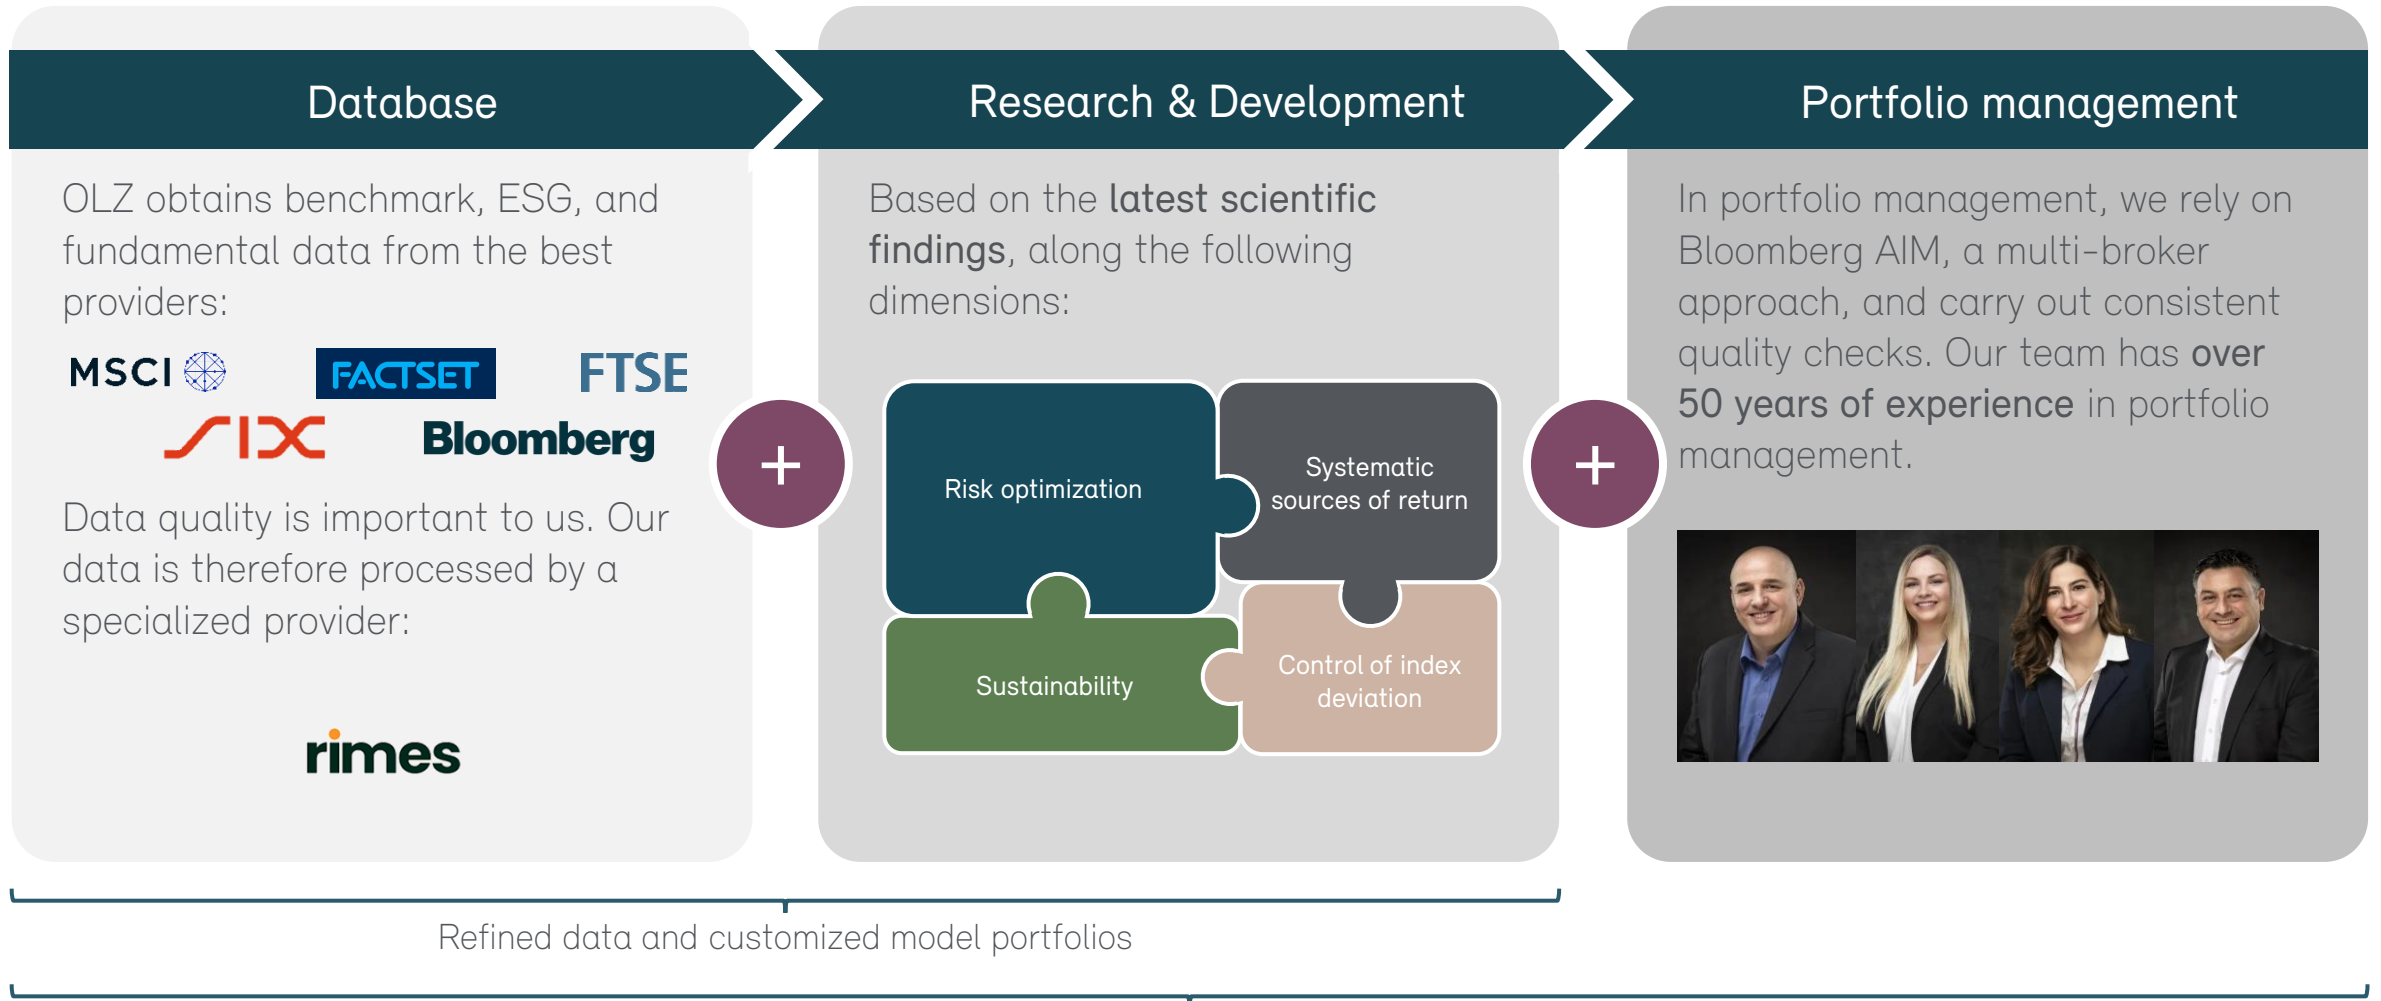 Database
OLZ obtains benchmark, ESG, and
fundamental data from the best
providers:
MSCI
FACTSET
FTSE
SIX
Bloomberg
Data quality is important to us. Our
data is therefore processed by a
specialized provider:
rimes
+
Research & Development
Based on the latest scientific
findings, along the following
dimensions:
Risk optimization
Systematic
sources of return
Sustainability
Control of index
deviation
+
Portfolio management
In portfolio management, we rely on
Bloomberg AIM, a multi-broker
approach, and carry out consistent
quality checks. Our team has over
50 years of experience in portfolio
management.
Refined data and customized model portfolios